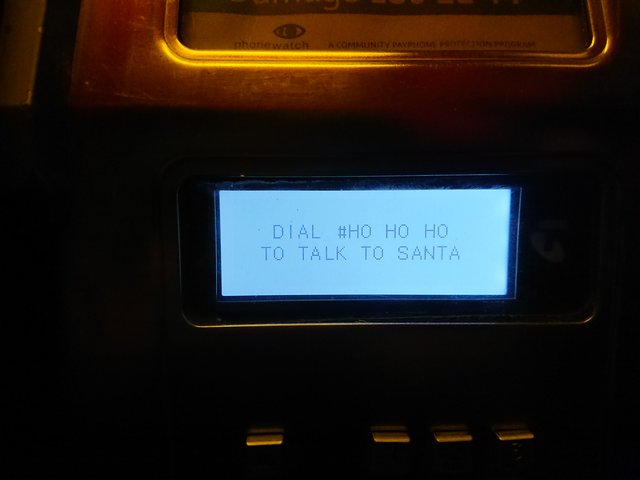 phonewatch
A COMMUNITY PAYPHONE PROTECTION PROGRAM
DIAL #HO HO HO
TO TALK TO SANTA